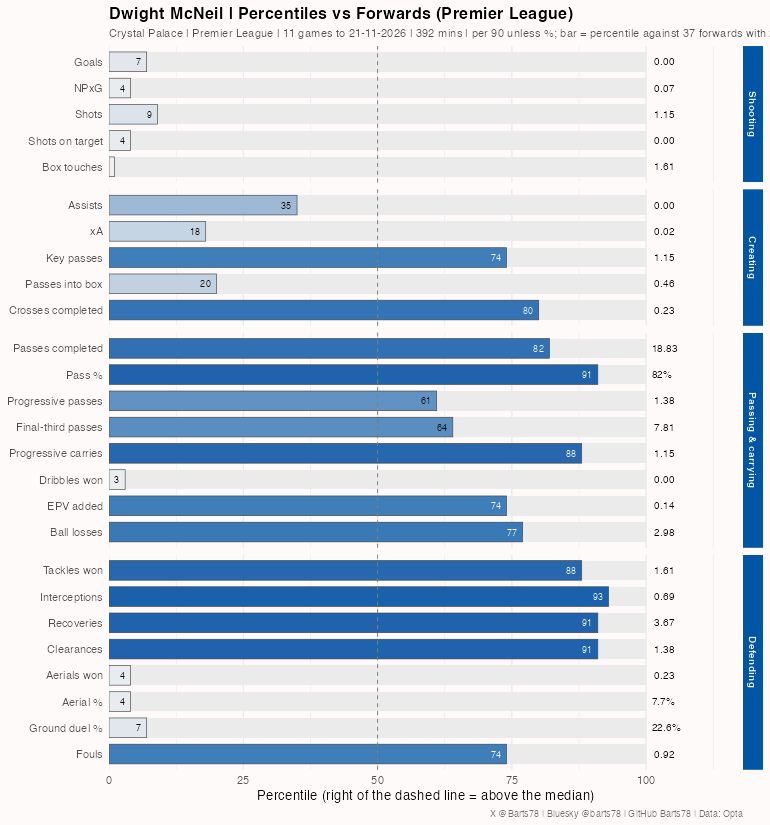 Dwight McNeil | Percentiles vs Forwards (Premier League)
Crystal Palace | Premier League | 11 games to 21-11-2026 | 392 mins | per 90 unless %; bar = percentile against 37 forwards with
Goals 7 0.00
NPxG 4 0.07
Shots 9 1.15
Shots on target 4 0.00
Box touches 1.61
Shooting
Assists 35 0.00
xA 18 0.02
Key passes 74 1.15
Passes into box 20 0.46
Crosses completed 80 0.23
Creating
Passes completed 82 18.83
Pass % 91 82%
Progressive passes 61 1.38
Final-third passes 64 7.81
Progressive carries 88 1.15
Dribbles won 3 0.00
EPV added 74 0.14
Ball losses 77 2.98
Passing & carrying
Tackles won 88 1.61
Interceptions 93 0.69
Recoveries 91 3.67
Clearances 91 1.38
Aerials won 4 0.23
Aerial % 4 7.7%
Ground duel % 7 22.6%
Fouls 74 0.92
Defending
0 25 50 75 100
Percentile (right of the dashed line = above the median)
X @Barts78 | Bluesky @barts78 | GitHub Barts78 | Data: Opta